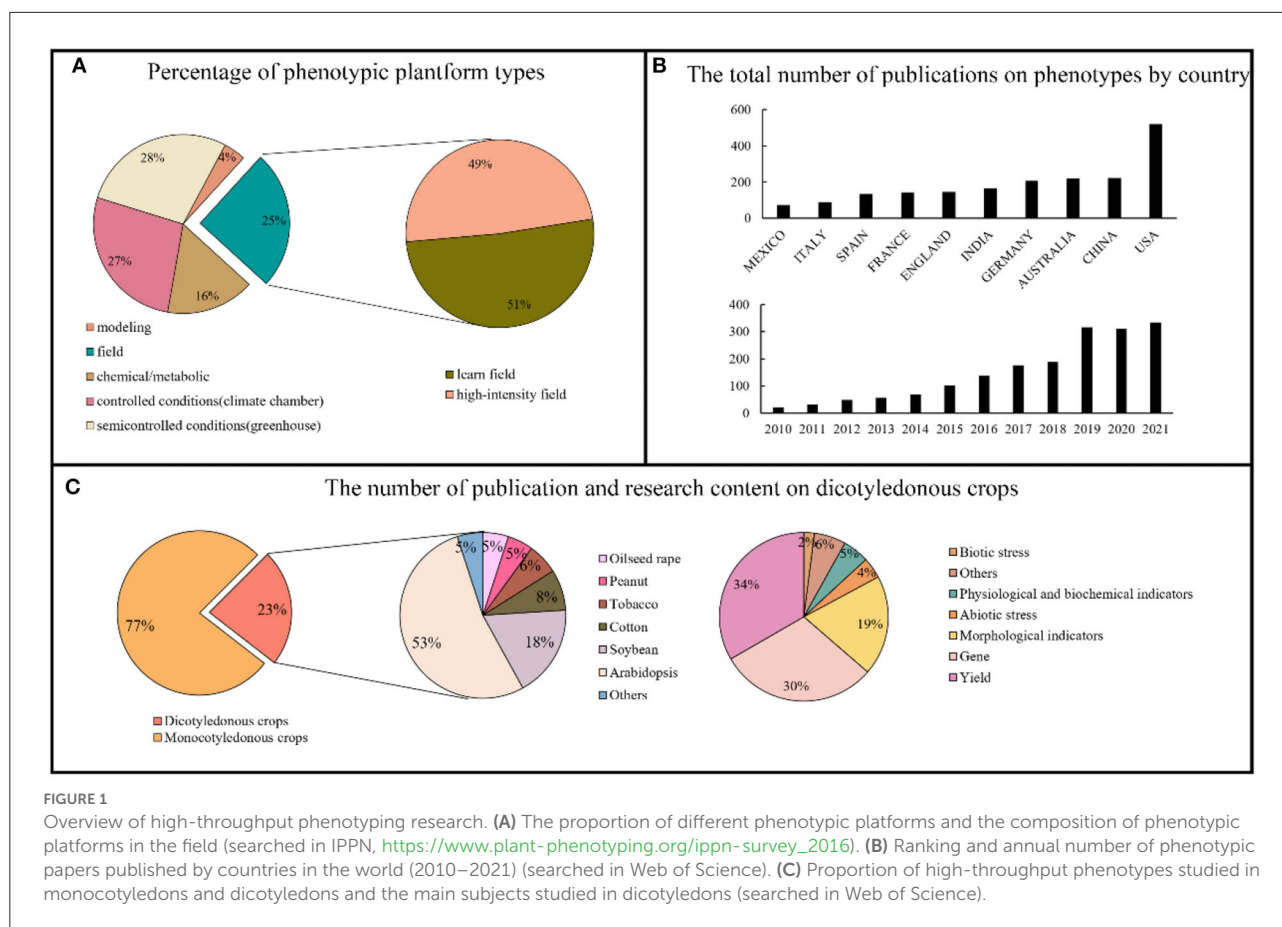 A
Percentage of phenotypic plantform types
28%
4%
25%
27%
16%
49%
51%
modeling
field
chemical/metabolic
controlled conditions(climate chamber)
semicontrolled conditions(greenhouse)
learn field
high-intensity field
B
The total number of publications on phenotypes by country
600
400
200
0
MEXICO
ITALY
SPAIN
FRANCE
ENGLAND
INDIA
GERMANY
AUSTRALIA
CHINA
USA
400
300
200
100
0
2010 2011 2012 2013 2014 2015 2016 2017 2018 2019 2020 2021
C
The number of publication and research content on dicotyledonous crops
77%
23%
Dicotyledonous crops
Monocotyledonous crops
5%
5%
5%
6%
8%
18%
53%
Oilseed rape
Peanut
Tobacco
Cotton
Soybean
Arabidopsis
Others
2%
6%
5%
4%
19%
30%
34%
Biotic stress
Others
Physiological and biochemical indicators
Abiotic stress
Morphological indicators
Gene
Yield
FIGURE 1
Overview of high-throughput phenotyping research. (A) The proportion of different phenotypic platforms and the composition of phenotypic
platforms in the field (searched in IPPN, https://www.plant-phenotyping.org/ippn-survey_2016). (B) Ranking and annual number of phenotypic
papers published by countries in the world (2010–2021) (searched in Web of Science). (C) Proportion of high-throughput phenotypes studied in
monocotyledons and dicotyledons and the main subjects studied in dicotyledons (searched in Web of Science).